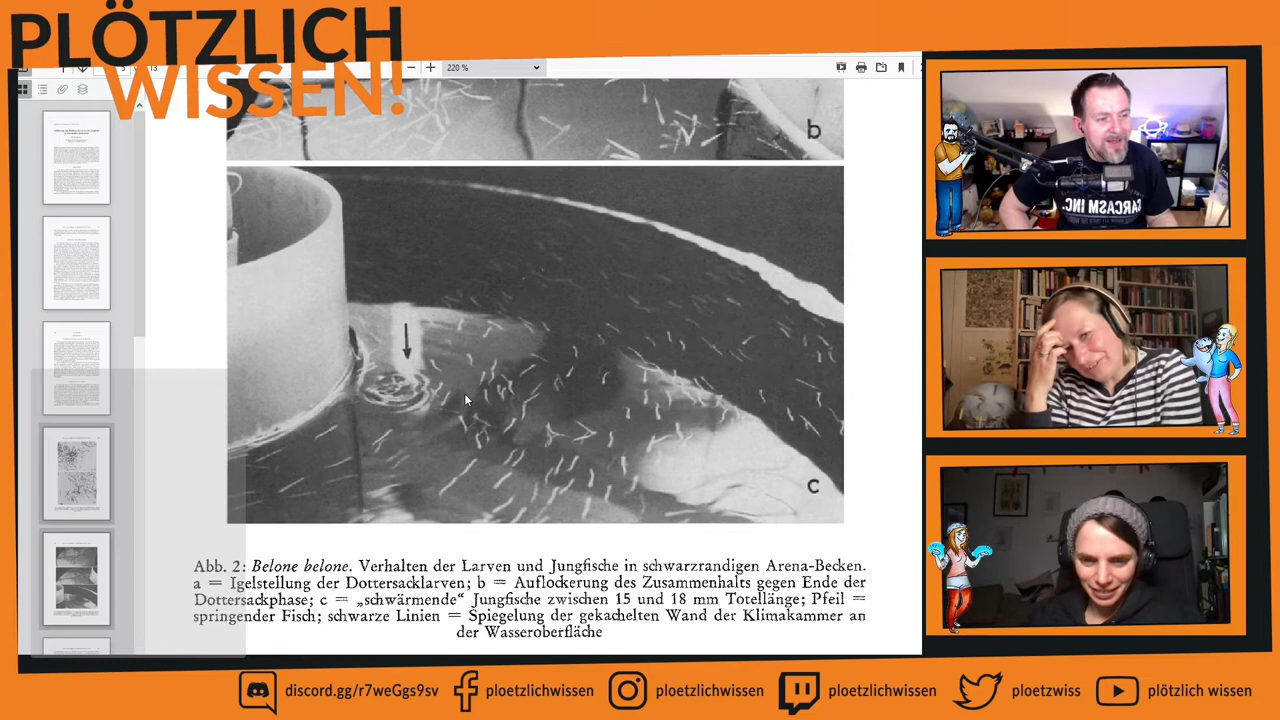 PLÖTZLICH
WISSEN!
220 %
b
c
Abb. 2: Belone belone. Verhalten der Larven und Jungfische in schwarzrandigen Arena-Becken.
a = Igelstellung der Dottersacklarven; b = Auflockerung des Zusammenhalts gegen Ende der
Dottersackphase; c = „schwärmende“ Jungfische zwischen 15 und 18 mm Totellänge; Pfeil =
springender Fisch; schwarze Linien = Spiegelung der gekachelten Wand der Klimakammer an
der Wasseroberfläche
SARCASM INC.
discord.gg/r7weGgs9sv
ploetzlichwissen
ploetzlichwissen
ploetzlichwissen
ploetzwiss
plötzlich wissen